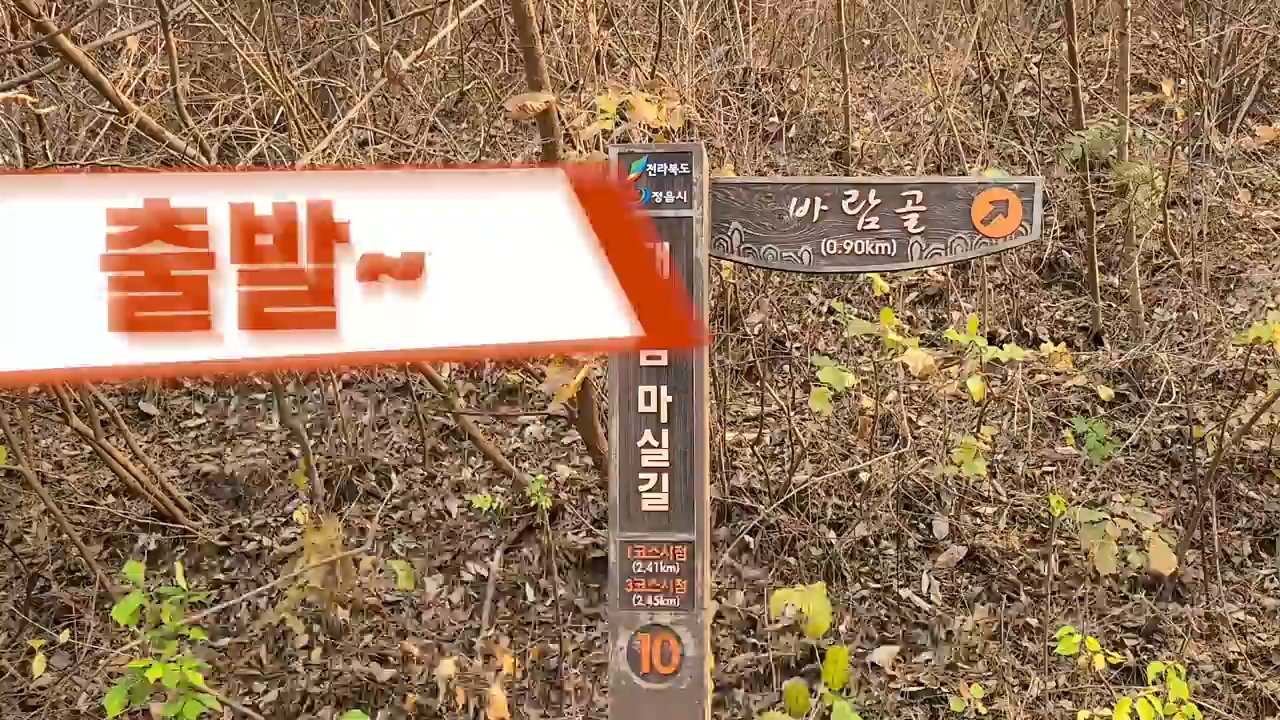 출발~
전라북도
정읍시
마실길
바람골
(0.90km)
1코스시점
(2.41km)
3코스시점
(2.45km)
10